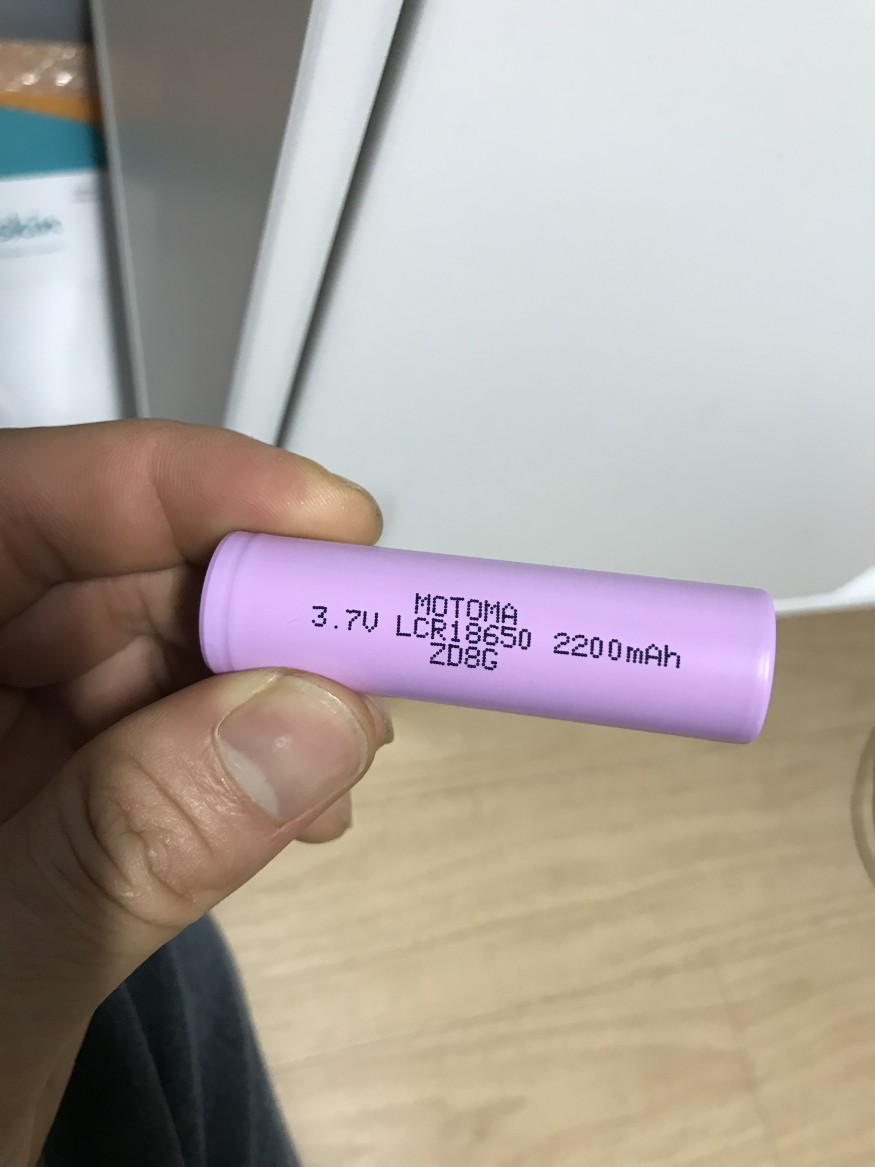 MOTOMA
3.7V LCR18650 2200mAh
ZD8G